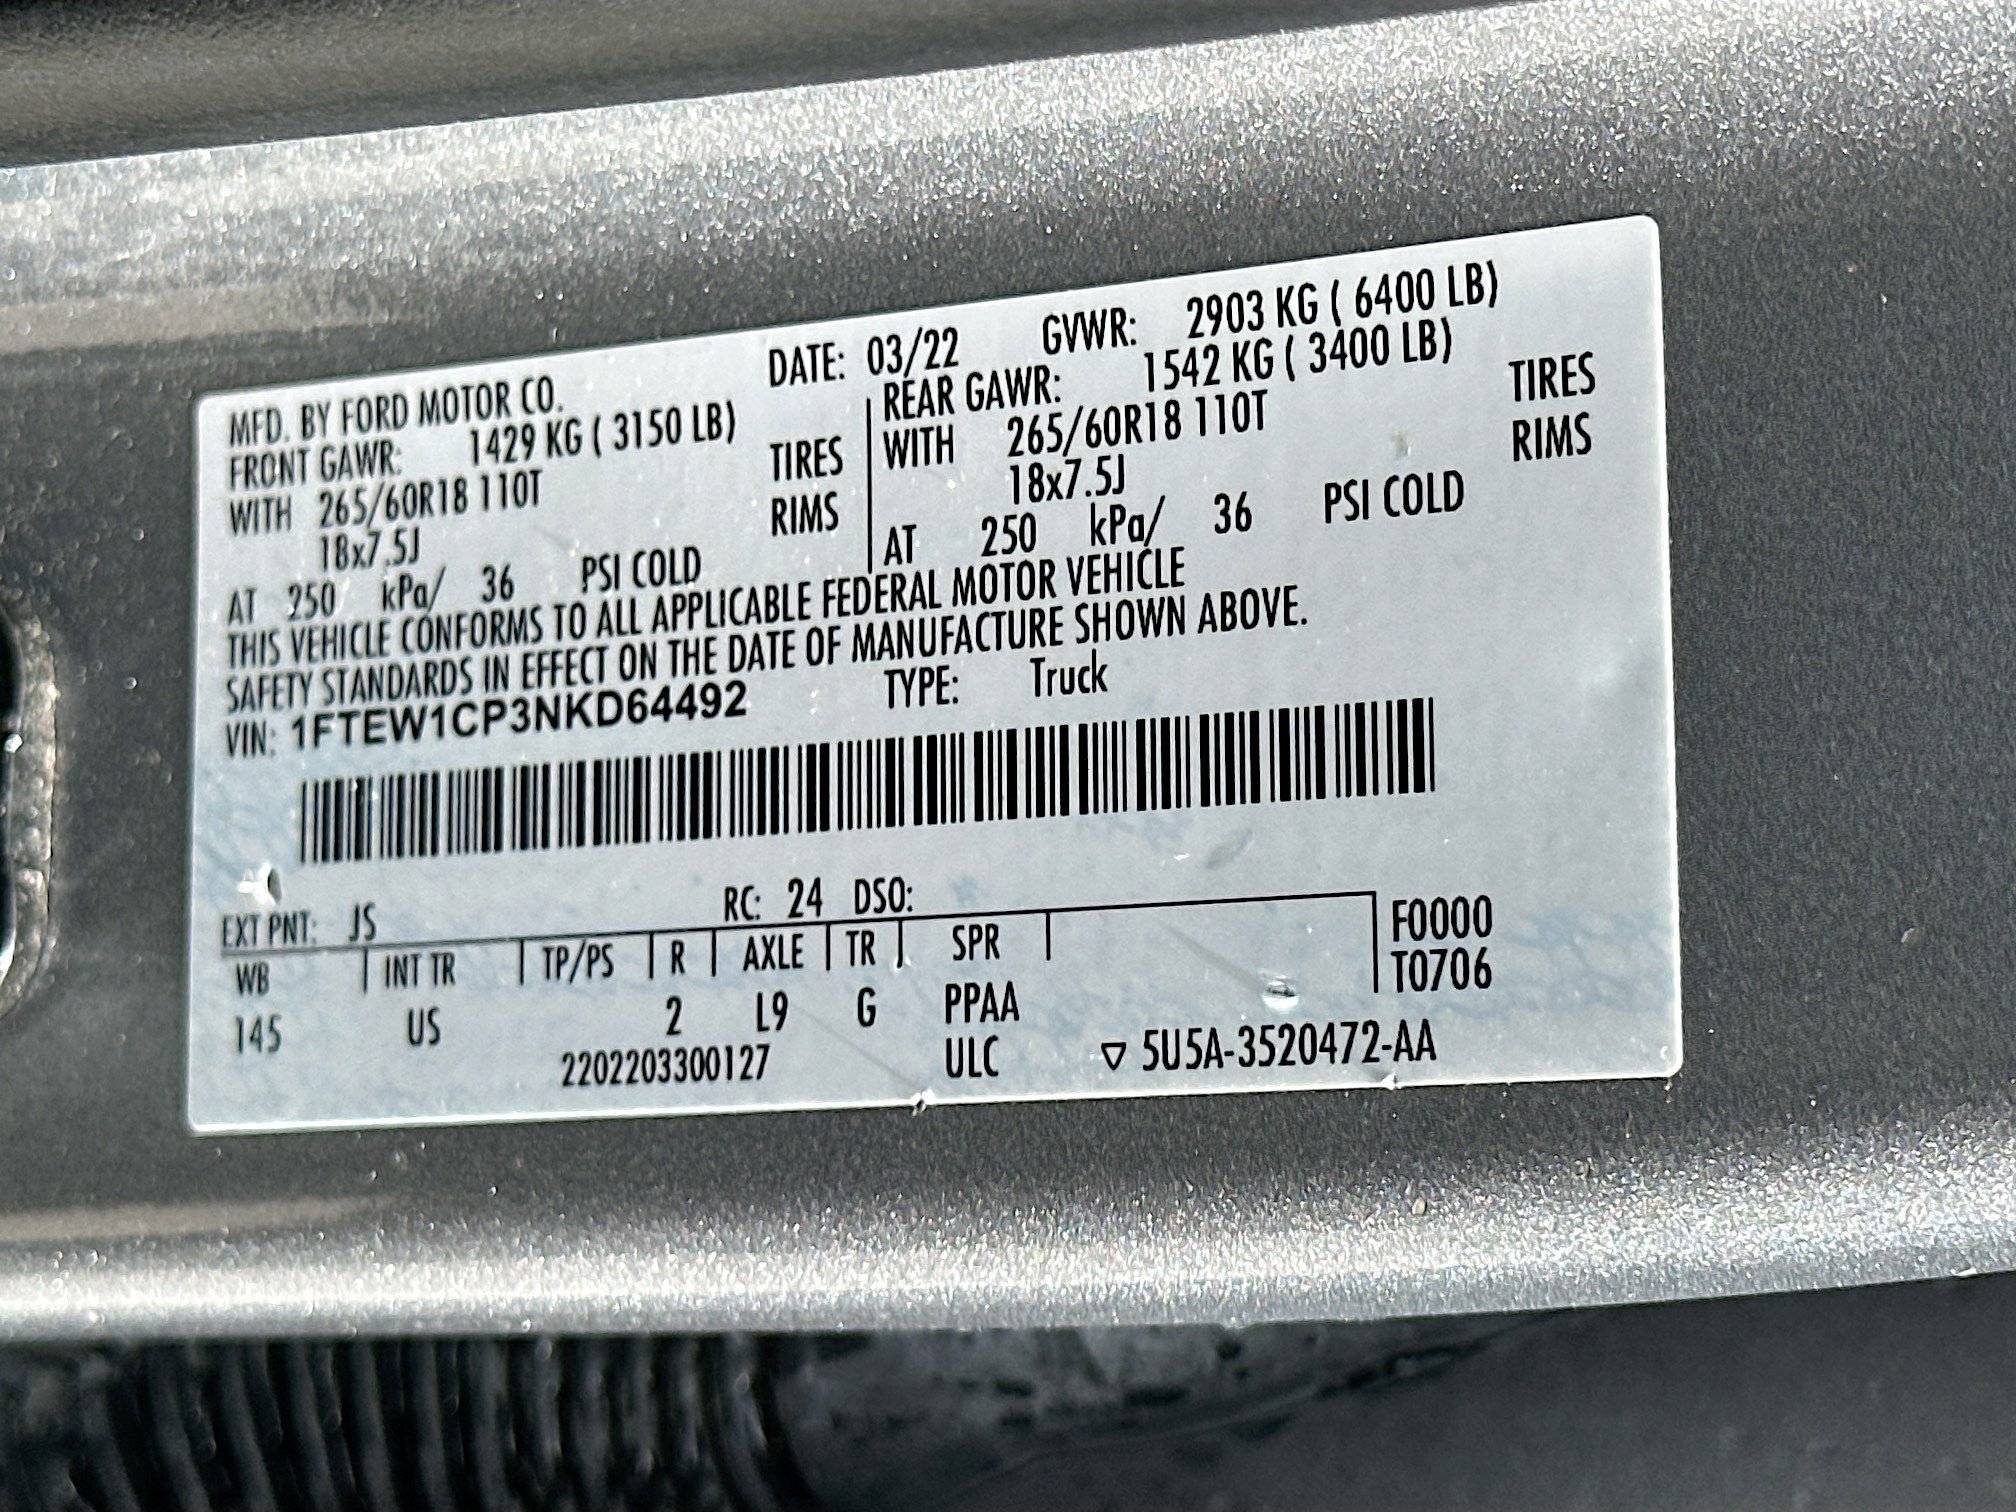 MFD. BY FORD MOTOR CO. DATE: 03/22 GVWR: 2903 KG ( 6400 LB)
FRONT GAWR: 1429 KG ( 3150 LB) REAR GAWR: 1542 KG ( 3400 LB)
WITH 265/60R18 110T TIRES WITH 265/60R18 110T TIRES
18x7.5J RIMS 18x7.5J RIMS
AT 250 kPa/ 36 PSI COLD AT 250 kPa/ 36 PSI COLD
THIS VEHICLE CONFORMS TO ALL APPLICABLE FEDERAL MOTOR VEHICLE
SAFETY STANDARDS IN EFFECT ON THE DATE OF MANUFACTURE SHOWN ABOVE.
VIN: 1FTEW1CP3NKD64492 TYPE: Truck
EXT PNT: JS RC: 24 DSO:
WB INT TR TP/PS R AXLE TR SPR F0000
T0706
145 US 2 L9 G PPAA
2202203300127 ULC ▽ 5U5A-3520472-AA